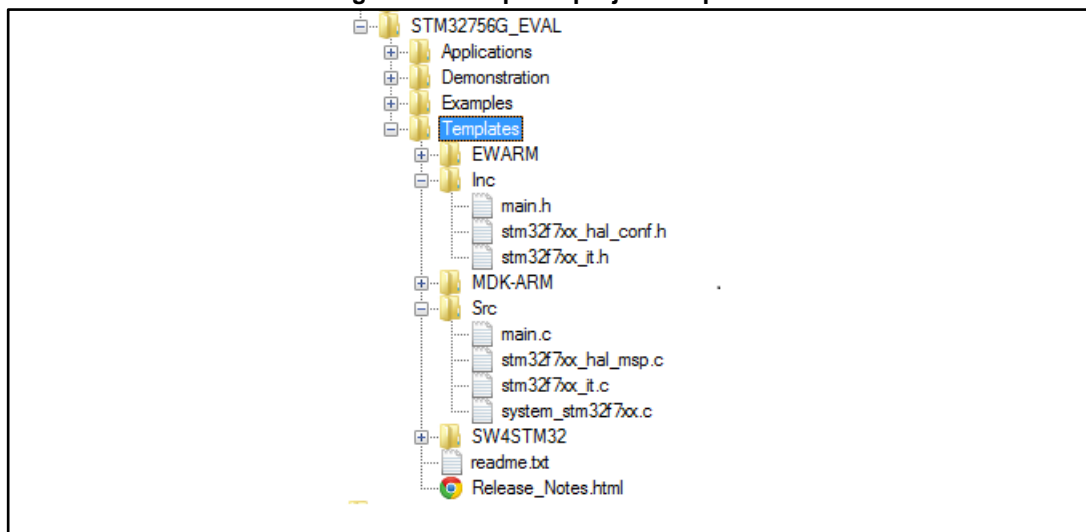 STM32756G_EVAL
Applications
Demonstration
Examples
Templates
EWARM
Inc
main.h
stm32f7xx_hal_conf.h
stm32f7xx_it.h
MDK-ARM
Src
main.c
stm32f7xx_hal_msp.c
stm32f7xx_it.c
system_stm32f7xx.c
SW4STM32
readme.txt
Release_Notes.html